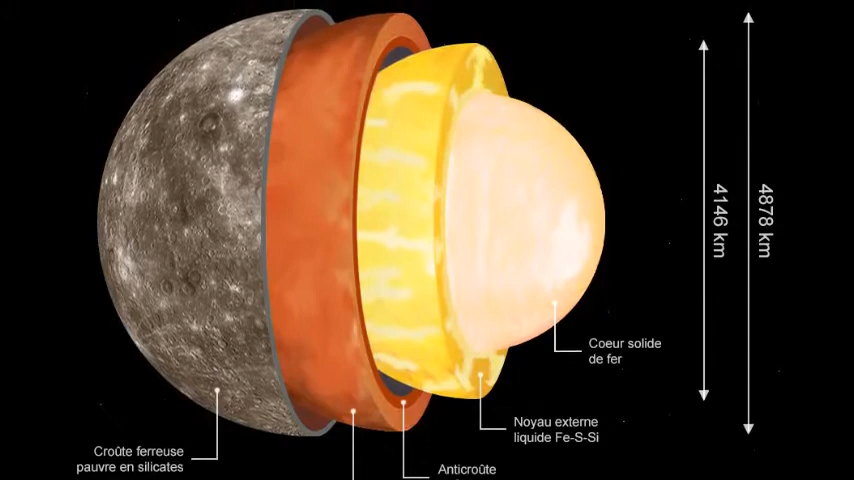 4146 km
4878 km
Coeur solide
de fer
Noyau externe
liquide Fe-S-Si
Croûte ferreuse
pauvre en silicates
Anticroûte